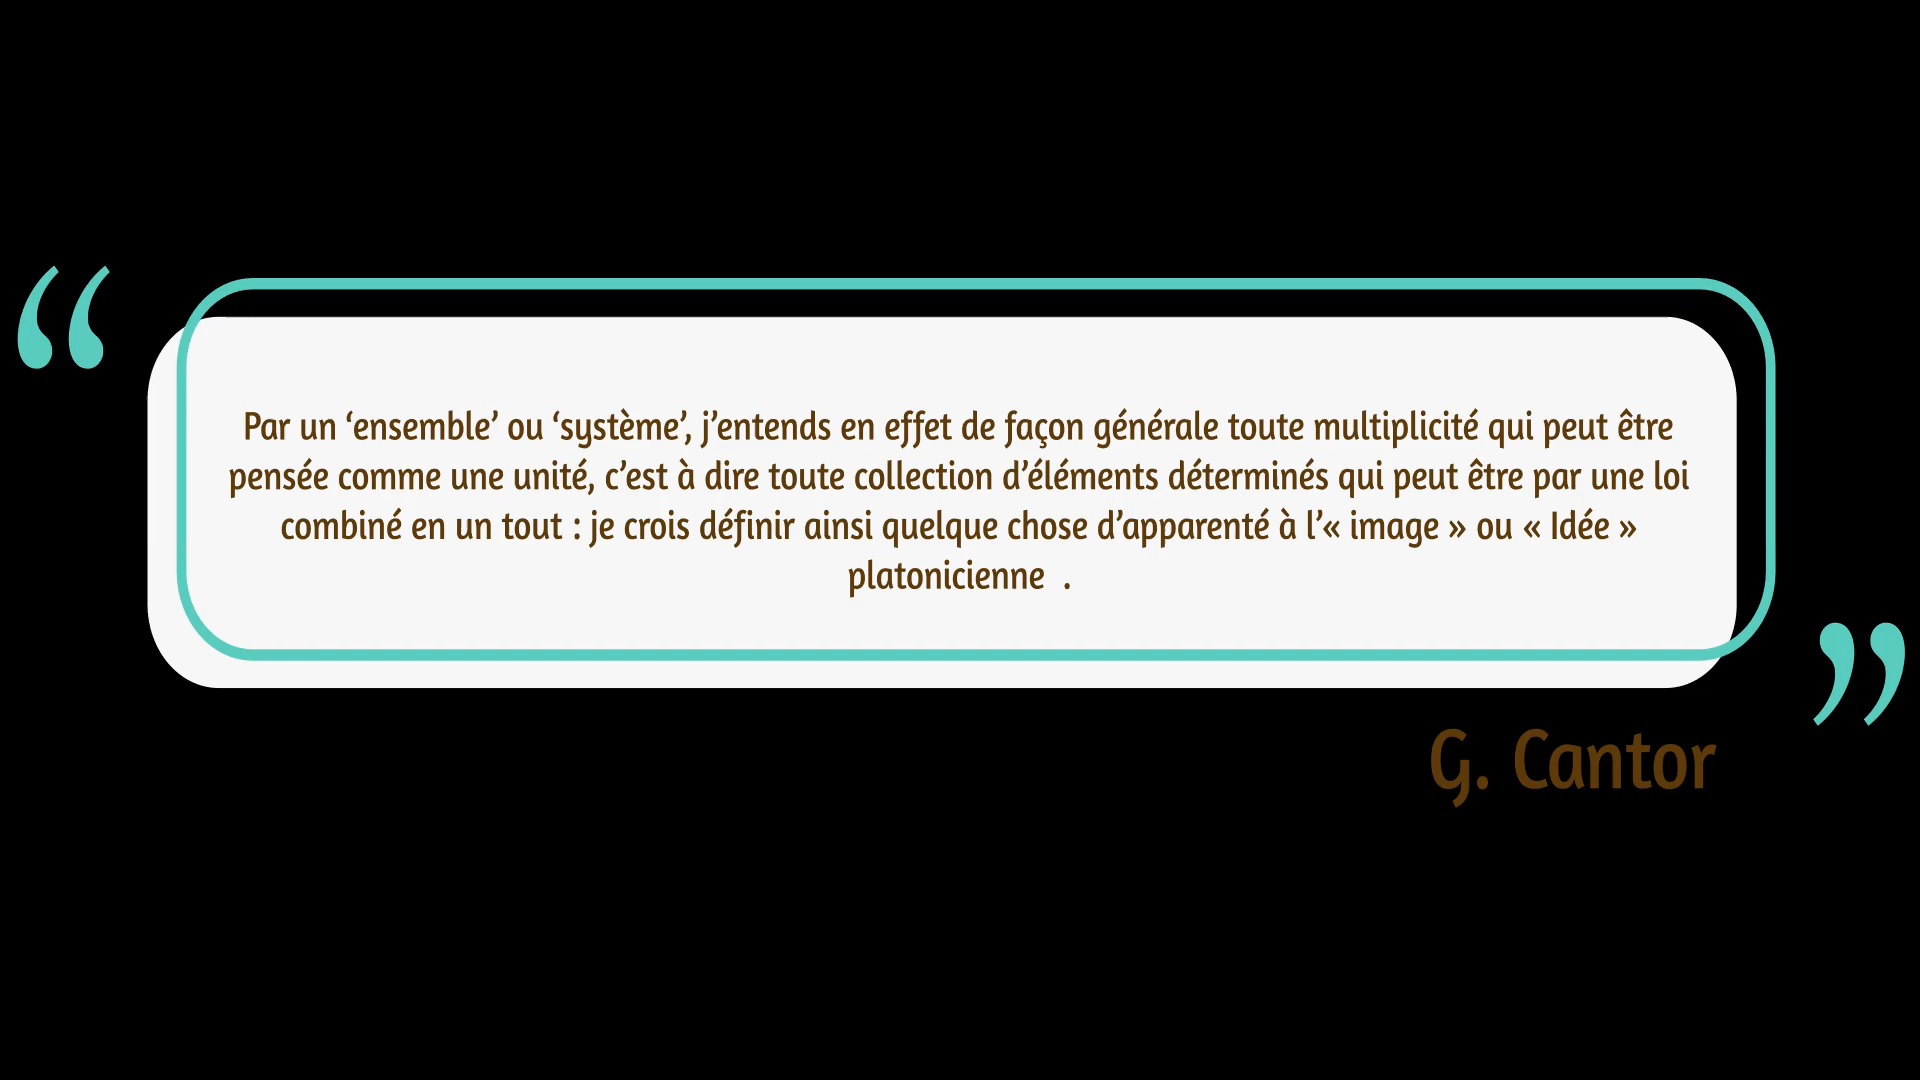 “
Par un ‘ensemble’ ou ‘système’, j’entends en effet de façon générale toute multiplicité qui peut être
pensée comme une unité, c’est à dire toute collection d’éléments déterminés qui peut être par une loi
combiné en un tout : je crois définir ainsi quelque chose d’apparenté à l’« image » ou « Idée »
platonicienne .
”
G. Cantor